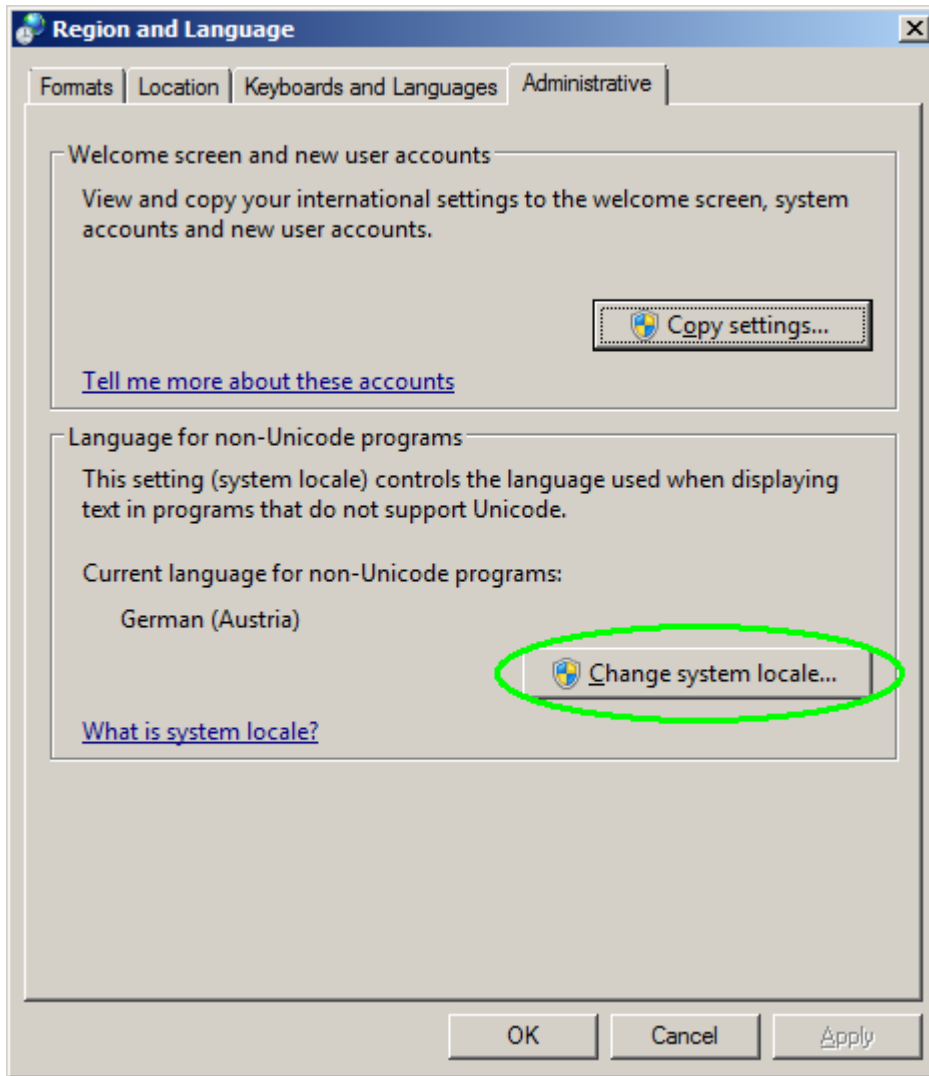 Region and Language
Formats
Location
Keyboards and Languages
Administrative
Welcome screen and new user accounts
View and copy your international settings to the welcome screen, system
accounts and new user accounts.
Copy settings...
Tell me more about these accounts
Language for non-Unicode programs
This setting (system locale) controls the language used when displaying
text in programs that do not support Unicode.
Current language for non-Unicode programs:
German (Austria)
Change system locale...
What is system locale?
OK
Cancel
Apply